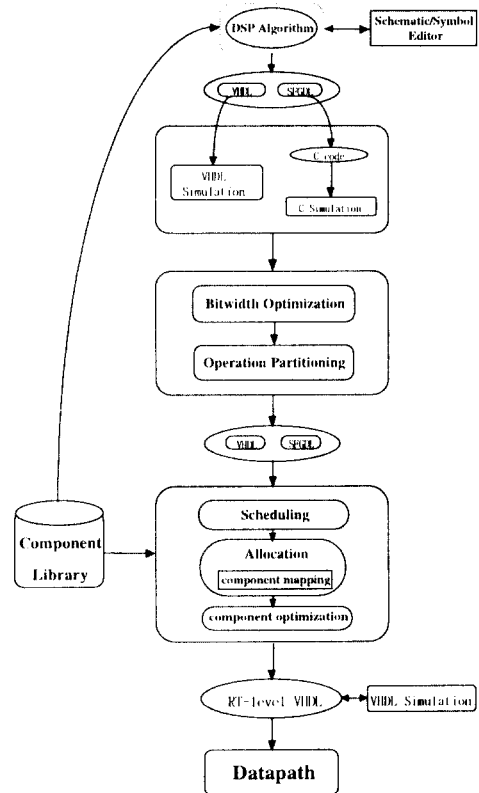 DSP Algorithm
Schematic/Symbol
Editor
VHDL
SFGDL
VHDL
Simulation
C code
C Simulation
Bitwidth Optimization
Operation Partitioning
VHDL
SFGDL
Component
Library
Scheduling
Allocation
component mapping
component optimization
RT-level VHDL
VHDL Simulation
Datapath